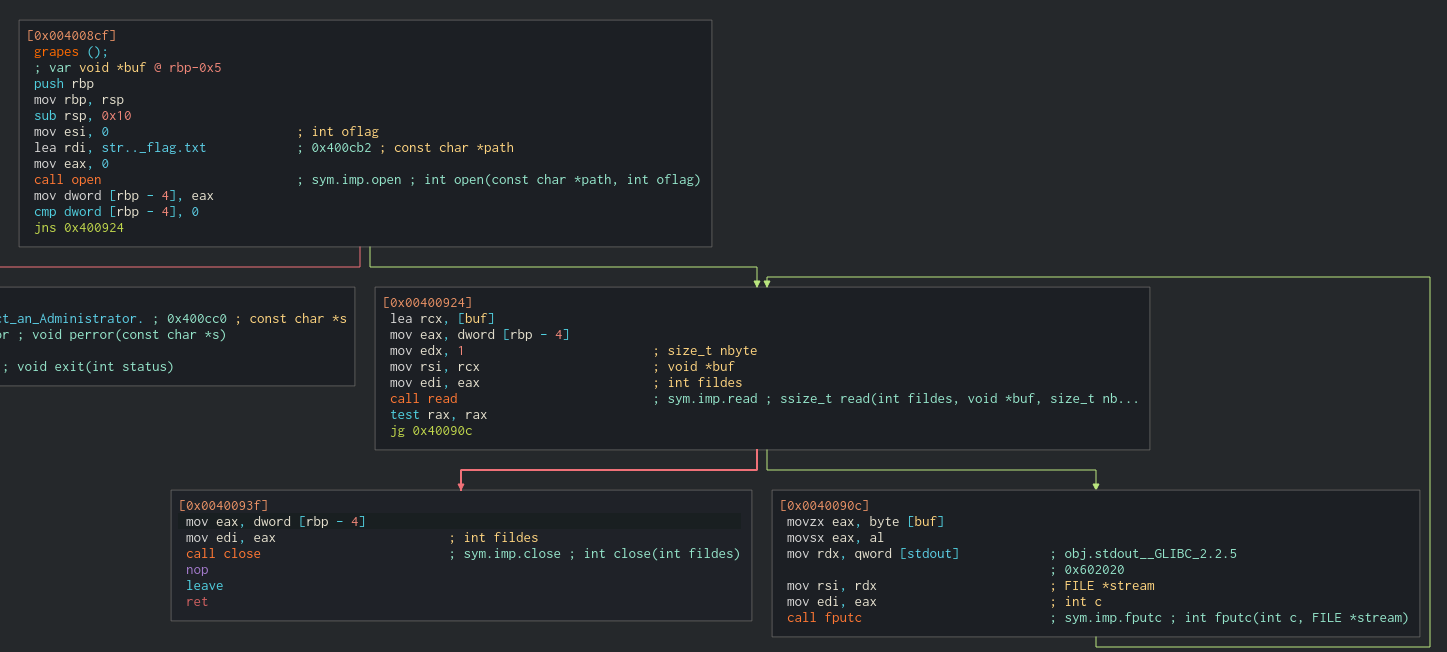 [0x004008cf]
grapes ();
; var void *buf @ rbp-0x5
push rbp
mov rbp, rsp
sub rsp, 0x10
mov esi, 0 ; int oflag
lea rdi, str.._flag.txt ; 0x400cb2 ; const char *path
mov eax, 0
call open ; sym.imp.open ; int open(const char *path, int oflag)
mov dword [rbp - 4], eax
cmp dword [rbp - 4], 0
jns 0x400924
ct_an_Administrator. ; 0x400cc0 ; const char *s
or ; void perror(const char *s)
; void exit(int status)
[0x00400924]
lea rcx, [buf]
mov eax, dword [rbp - 4]
mov edx, 1 ; size_t nbyte
mov rsi, rcx ; void *buf
mov edi, eax ; int fildes
call read ; sym.imp.read ; ssize_t read(int fildes, void *buf, size_t nb...
test rax, rax
jg 0x40090c
[0x0040093f]
mov eax, dword [rbp - 4]
mov edi, eax ; int fildes
call close ; sym.imp.close ; int close(int fildes)
nop
leave
ret
[0x0040090c]
movzx eax, byte [buf]
movsx eax, al
mov rdx, qword [stdout] ; obj.stdout__GLIBC_2.2.5
; 0x602020
mov rsi, rdx ; FILE *stream
mov edi, eax ; int c
call fputc ; sym.imp.fputc ; int fputc(int c, FILE *stream)